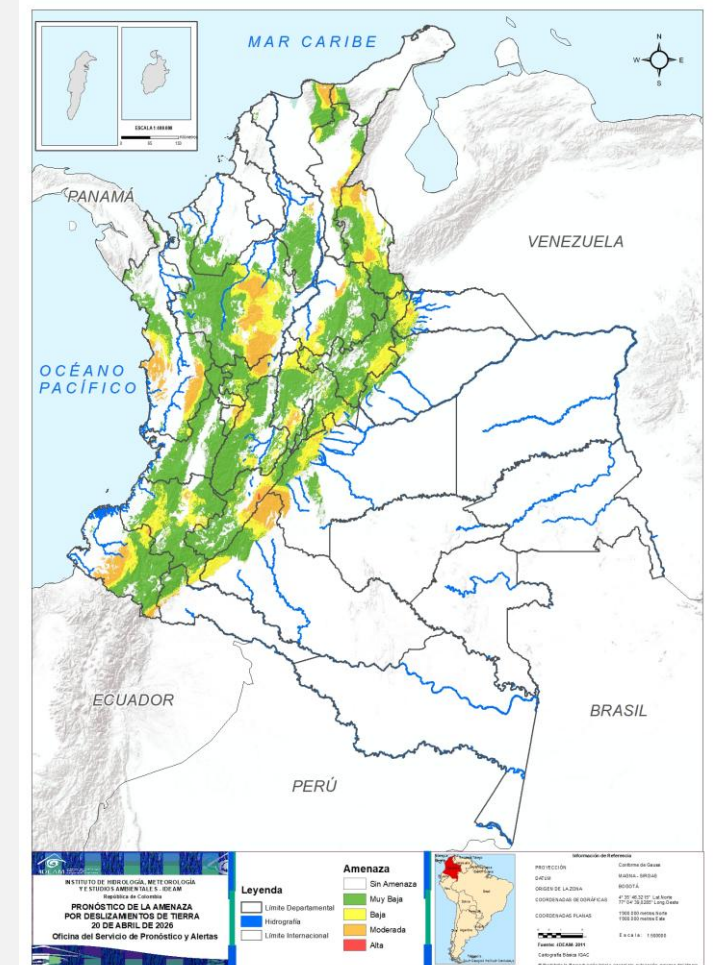 MAR CARIBE
N
W
E
S
PANAMÁ
VENEZUELA
OCÉANO
PACÍFICO
ECUADOR
BRASIL
PERÚ
IDEAM
INSTITUTO DE HIDROLOGÍA, METEOROLOGÍA
Y ESTUDIOS AMBIENTALES - IDEAM
República de Colombia
PRONÓSTICO DE LA AMENAZA
POR DESLIZAMIENTOS DE TIERRA
20 DE ABRIL DE 2026
Oficina del Servicio de Pronóstico y Alertas
Leyenda
Límite Departamental
Hidrografía
Límite Internacional
Amenaza
Sin Amenaza
Muy Baja
Baja
Moderada
Alta
Información de Referencia
PROYECCIÓN
Conforme de Gauss
DATUM
MAGNA - SIRGAS
ORIGEN DE LA ZONA
BOGOTÁ
COORDENADAS GEOGRÁFICAS
COORDENADAS PLANAS
Escala:
Fuente: IDEAM 2011
Cartografía Básica IGAC